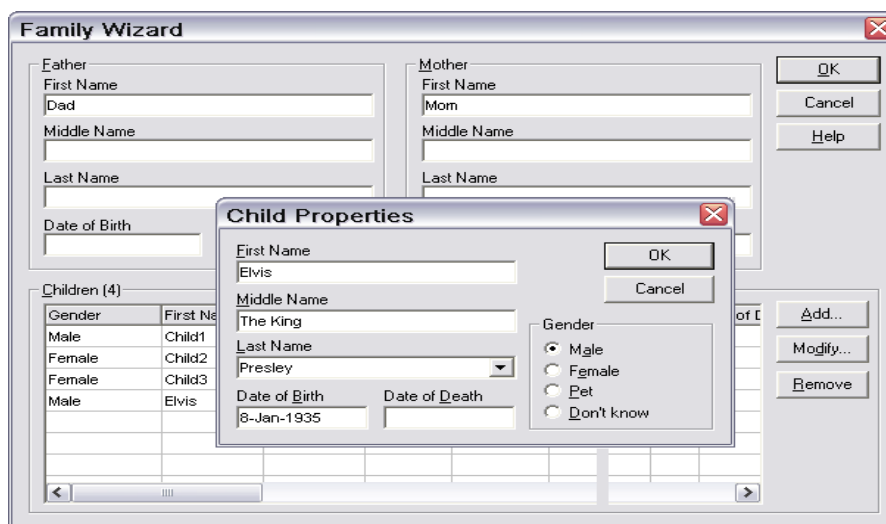 Family Wizard
Father
First Name
Dad
Middle Name
Last Name
Date of Birth
Mother
First Name
Mom
Middle Name
Last Name
OK
Cancel
Help
Child Properties
First Name
Elvis
Middle Name
The King
Last Name
Presley
Date of Birth Date of Death
8-Jan-1935
OK
Cancel
Gender
Male
Female
Pet
Don't know
Children (4)
Gender First Na of D
Male Child1
Female Child2
Female Child3
Male Elvis
Add...
Modify...
Remove